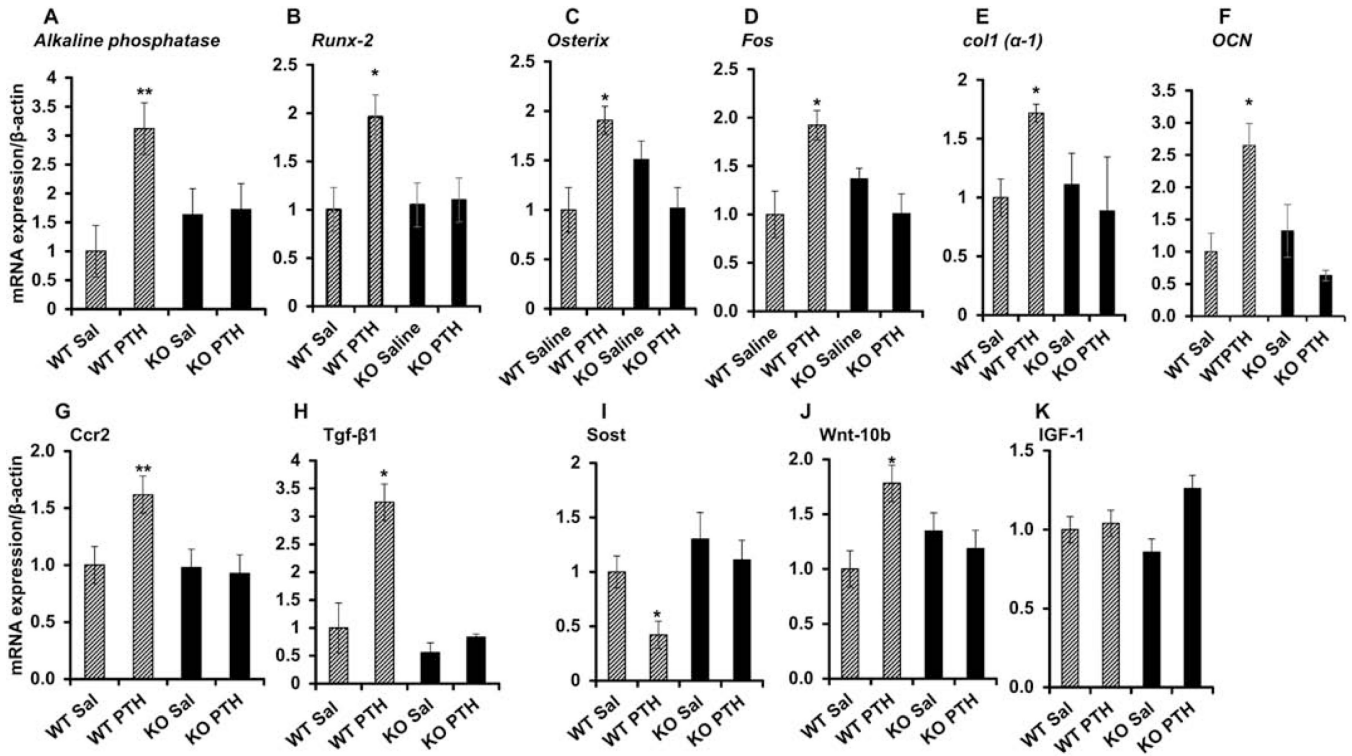 A
Alkaline phosphatase
mRNA expression/β-actin
4
3.5
3
2.5
2
1.5
1
0.5
0
**
WT Sal
WT PTH
KO Sal
KO PTH
B
Runx-2
2.5
2
1.5
1
0.5
0
*
WT Sal
WT PTH
KO Saline
KO PTH
C
Osterix
2.5
2.0
1.5
1.0
0.5
0
*
WT Saline
WT PTH
KO Saline
KO PTH
D
Fos
2.5
2.0
1.5
1.0
0.5
0.0
*
WT Saline
WT PTH
KO Saline
KO PTH
E
col1 (α-1)
2
1.5
1
0.5
0
*
WT Sal
WT PTH
KO Sal
KO PTH
F
OCN
3.5
3.0
2.5
2.0
1.5
1.0
0.5
0.0
*
WT Sal
WTPTH
KO Sal
KO PTH
G
Ccr2
mRNA expression/β-actin
2.0
1.5
1.0
0.5
0.0
**
WT Sal
WT PTH
KO Sal
KO PTH
H
Tgf-β1
4
3.5
3
2.5
2
1.5
1
0.5
0
*
WT Sal
WT PTH
KO Sal
KO PTH
I
Sost
0
1.5
1
0.5
0
*
WT Sal
WT PTH
KO Sal
KO PTH
J
Wnt-10b
2.0
1.5
1.0
0.5
0.0
*
WT Sal
WT PTH
KO Sal
KO PTH
K
IGF-1
1.5
1.0
0.5
1.0
WT Sal
WT PTH
KO Sal
KO PTH